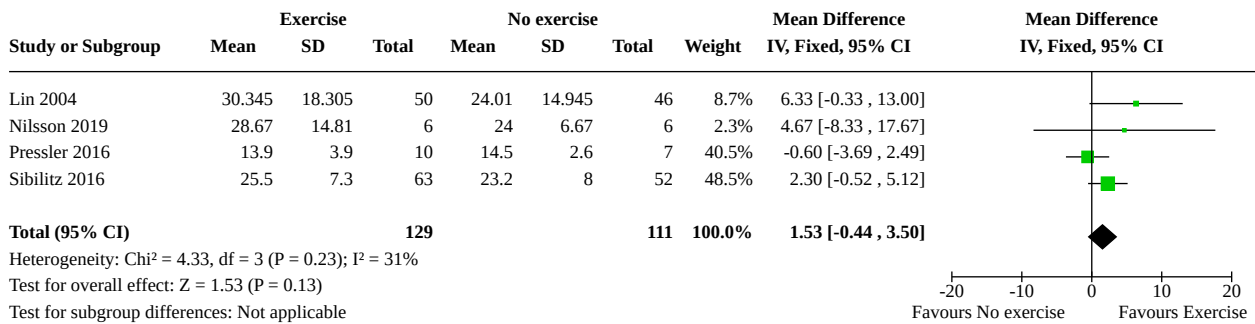 Exercise No exercise Mean Difference Mean Difference
Study or Subgroup Mean SD Total Mean SD Total Weight IV, Fixed, 95% CI IV, Fixed, 95% CI
Lin 2004 30.345 18.305 50 24.01 14.945 46 8.7% 6.33 [-0.33 , 13.00]
Nilsson 2019 28.67 14.81 6 24 6.67 6 2.3% 4.67 [-8.33 , 17.67]
Pressler 2016 13.9 3.9 10 14.5 2.6 7 40.5% -0.60 [-3.69 , 2.49]
Sibilitz 2016 25.5 7.3 63 23.2 8 52 48.5% 2.30 [-0.52 , 5.12]
Total (95% CI) 129 111 100.0% 1.53 [-0.44 , 3.50]
Heterogeneity: Chi² = 4.33, df = 3 (P = 0.23); I² = 31%
Test for overall effect: Z = 1.53 (P = 0.13)
Test for subgroup differences: Not applicable
-20 -10 0 10 20
Favours No exercise Favours Exercise